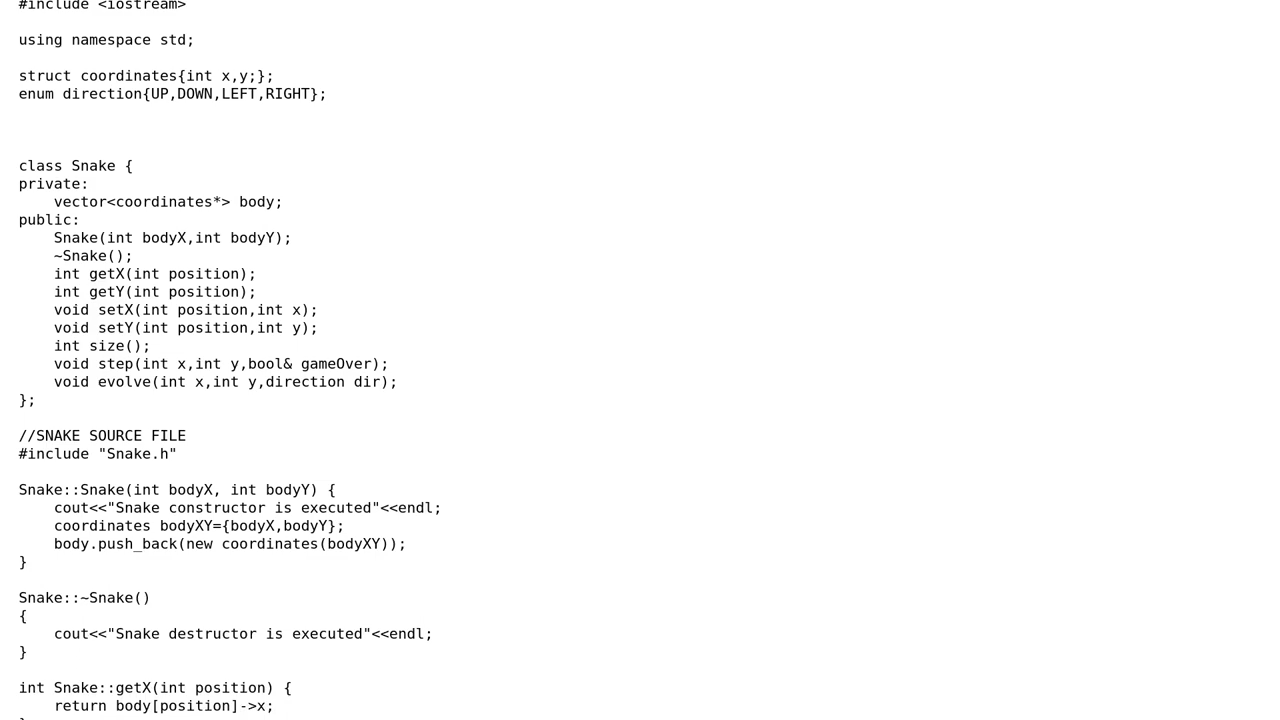 #include <iostream>
using namespace std;
struct coordinates{int x,y;};
enum direction{UP,DOWN,LEFT,RIGHT};
class Snake {
private:
    vector<coordinates*> body;
public:
    Snake(int bodyX,int bodyY);
    ~Snake();
    int getX(int position);
    int getY(int position);
    void setX(int position,int x);
    void setY(int position,int y);
    int size();
    void step(int x,int y,bool& gameOver);
    void evolve(int x,int y,direction dir);
};
//SNAKE SOURCE FILE
#include "Snake.h"
Snake::Snake(int bodyX, int bodyY) {
    cout<<"Snake constructor is executed"<<endl;
    coordinates bodyXY={bodyX,bodyY};
    body.push_back(new coordinates(bodyXY));
}
Snake::~Snake()
{
    cout<<"Snake destructor is executed"<<endl;
}
int Snake::getX(int position) {
    return body[position]->x;
}